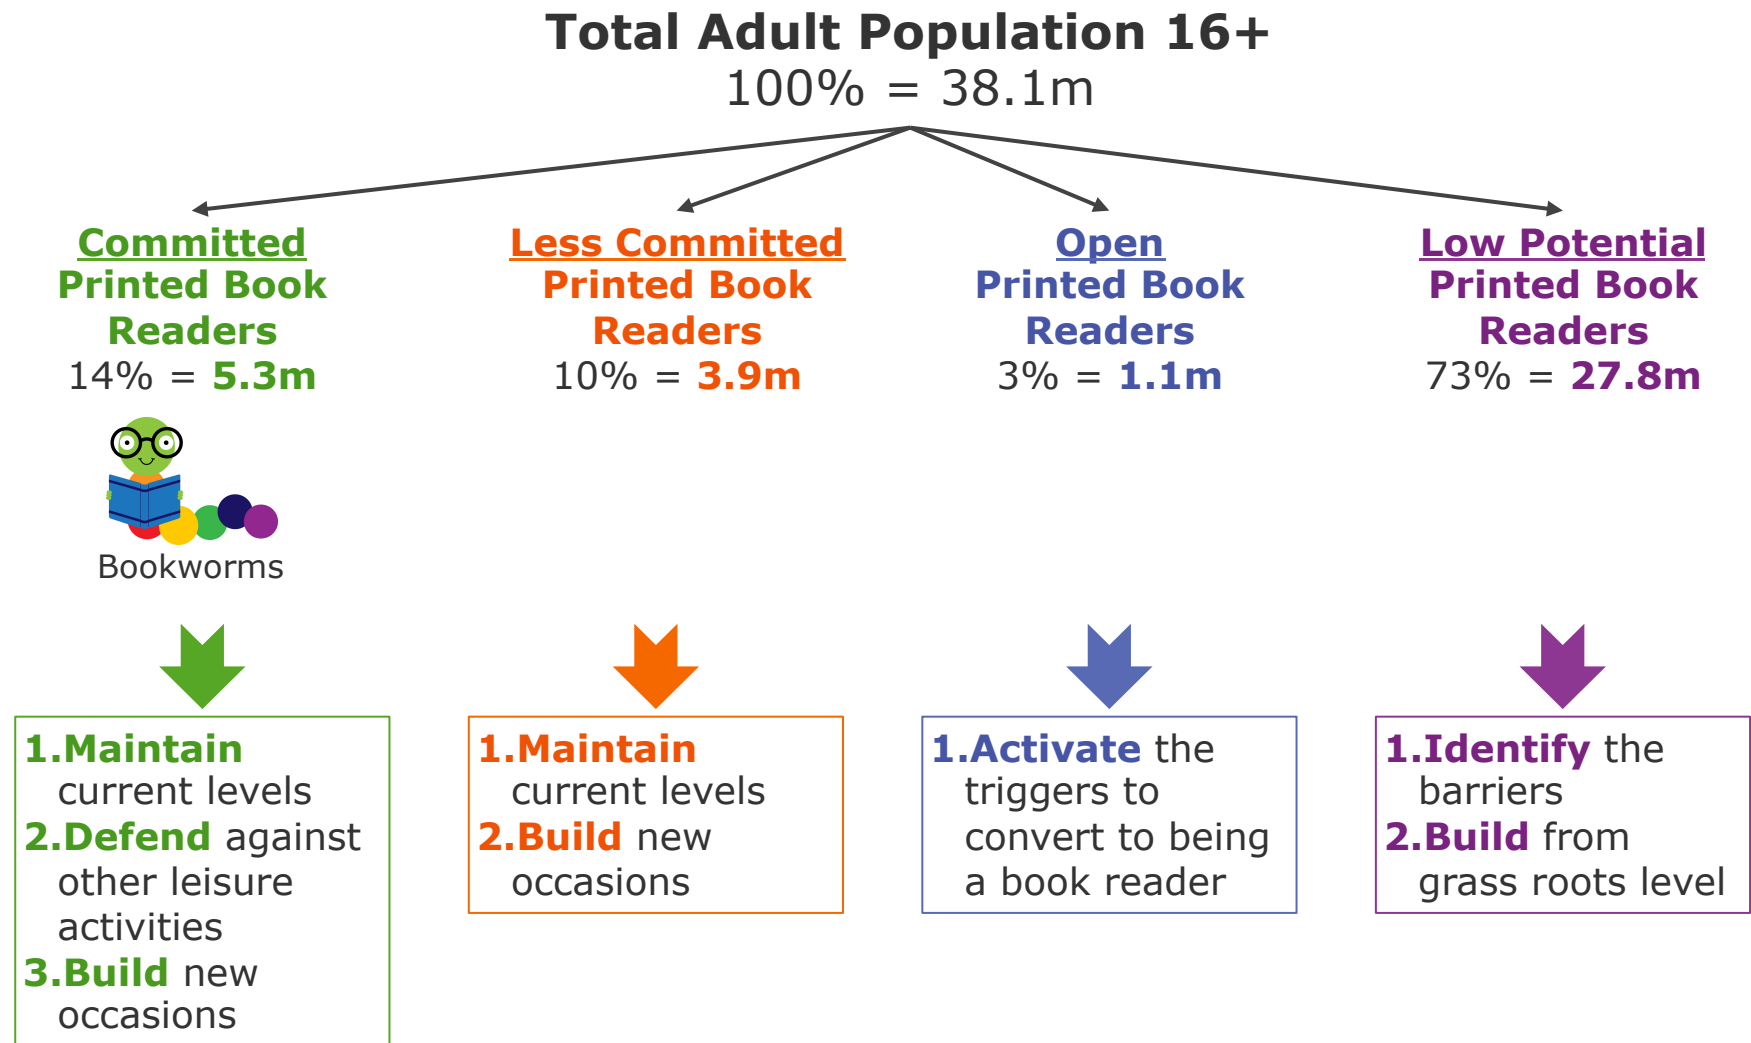 Total Adult Population 16+
100% = 38.1m
Committed
Printed Book
Readers
14% = 5.3m
Bookworms
1.Maintain
current levels
2.Defend against
other leisure
activities
3.Build new
occasions
Less Committed
Printed Book
Readers
10% = 3.9m
1.Maintain
current levels
2.Build new
occasions
Open
Printed Book
Readers
3% = 1.1m
1.Activate the
triggers to
convert to being
a book reader
Low Potential
Printed Book
Readers
73% = 27.8m
1.Identify the
barriers
2.Build from
grass roots level